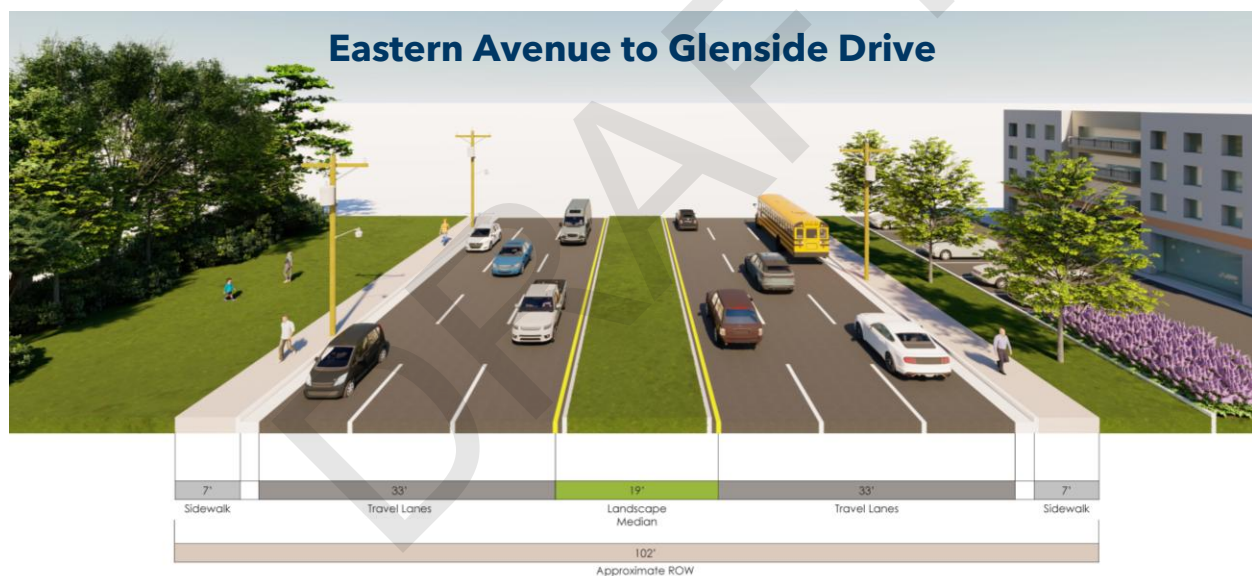 Eastern Avenue to Glenside Drive
DRAFT
7' 33' 19' 33' 7'
Sidewalk Travel Lanes Landscape Median Travel Lanes Sidewalk
102'
Approximate ROW